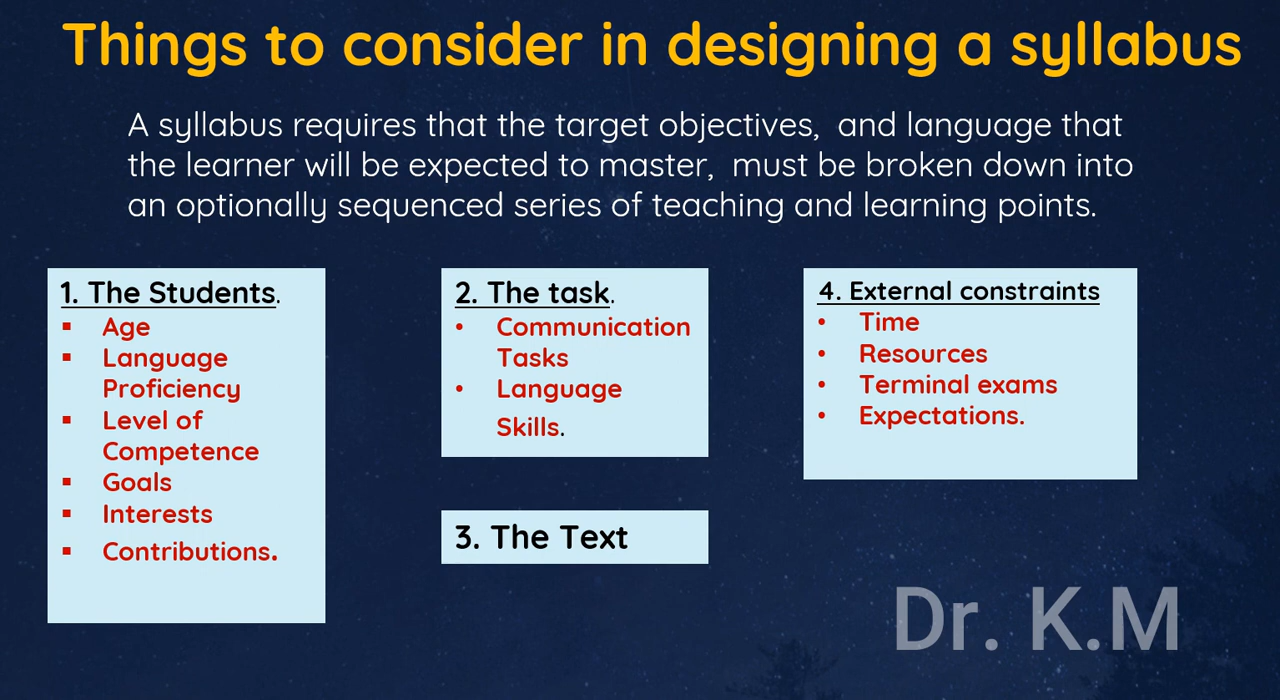 Things to consider in designing a syllabus
A syllabus requires that the target objectives,  and language that
the learner will be expected to master,  must be broken down into
an optionally sequenced series of teaching and learning points.
1. The Students.
▪ Age
▪ Language
Proficiency
▪ Level of
Competence
▪ Goals
▪ Interests
▪ Contributions.
2. The task.
• Communication
Tasks
• Language
Skills.
3. The Text
4. External constraints
• Time
• Resources
• Terminal exams
• Expectations.
Dr. K.M